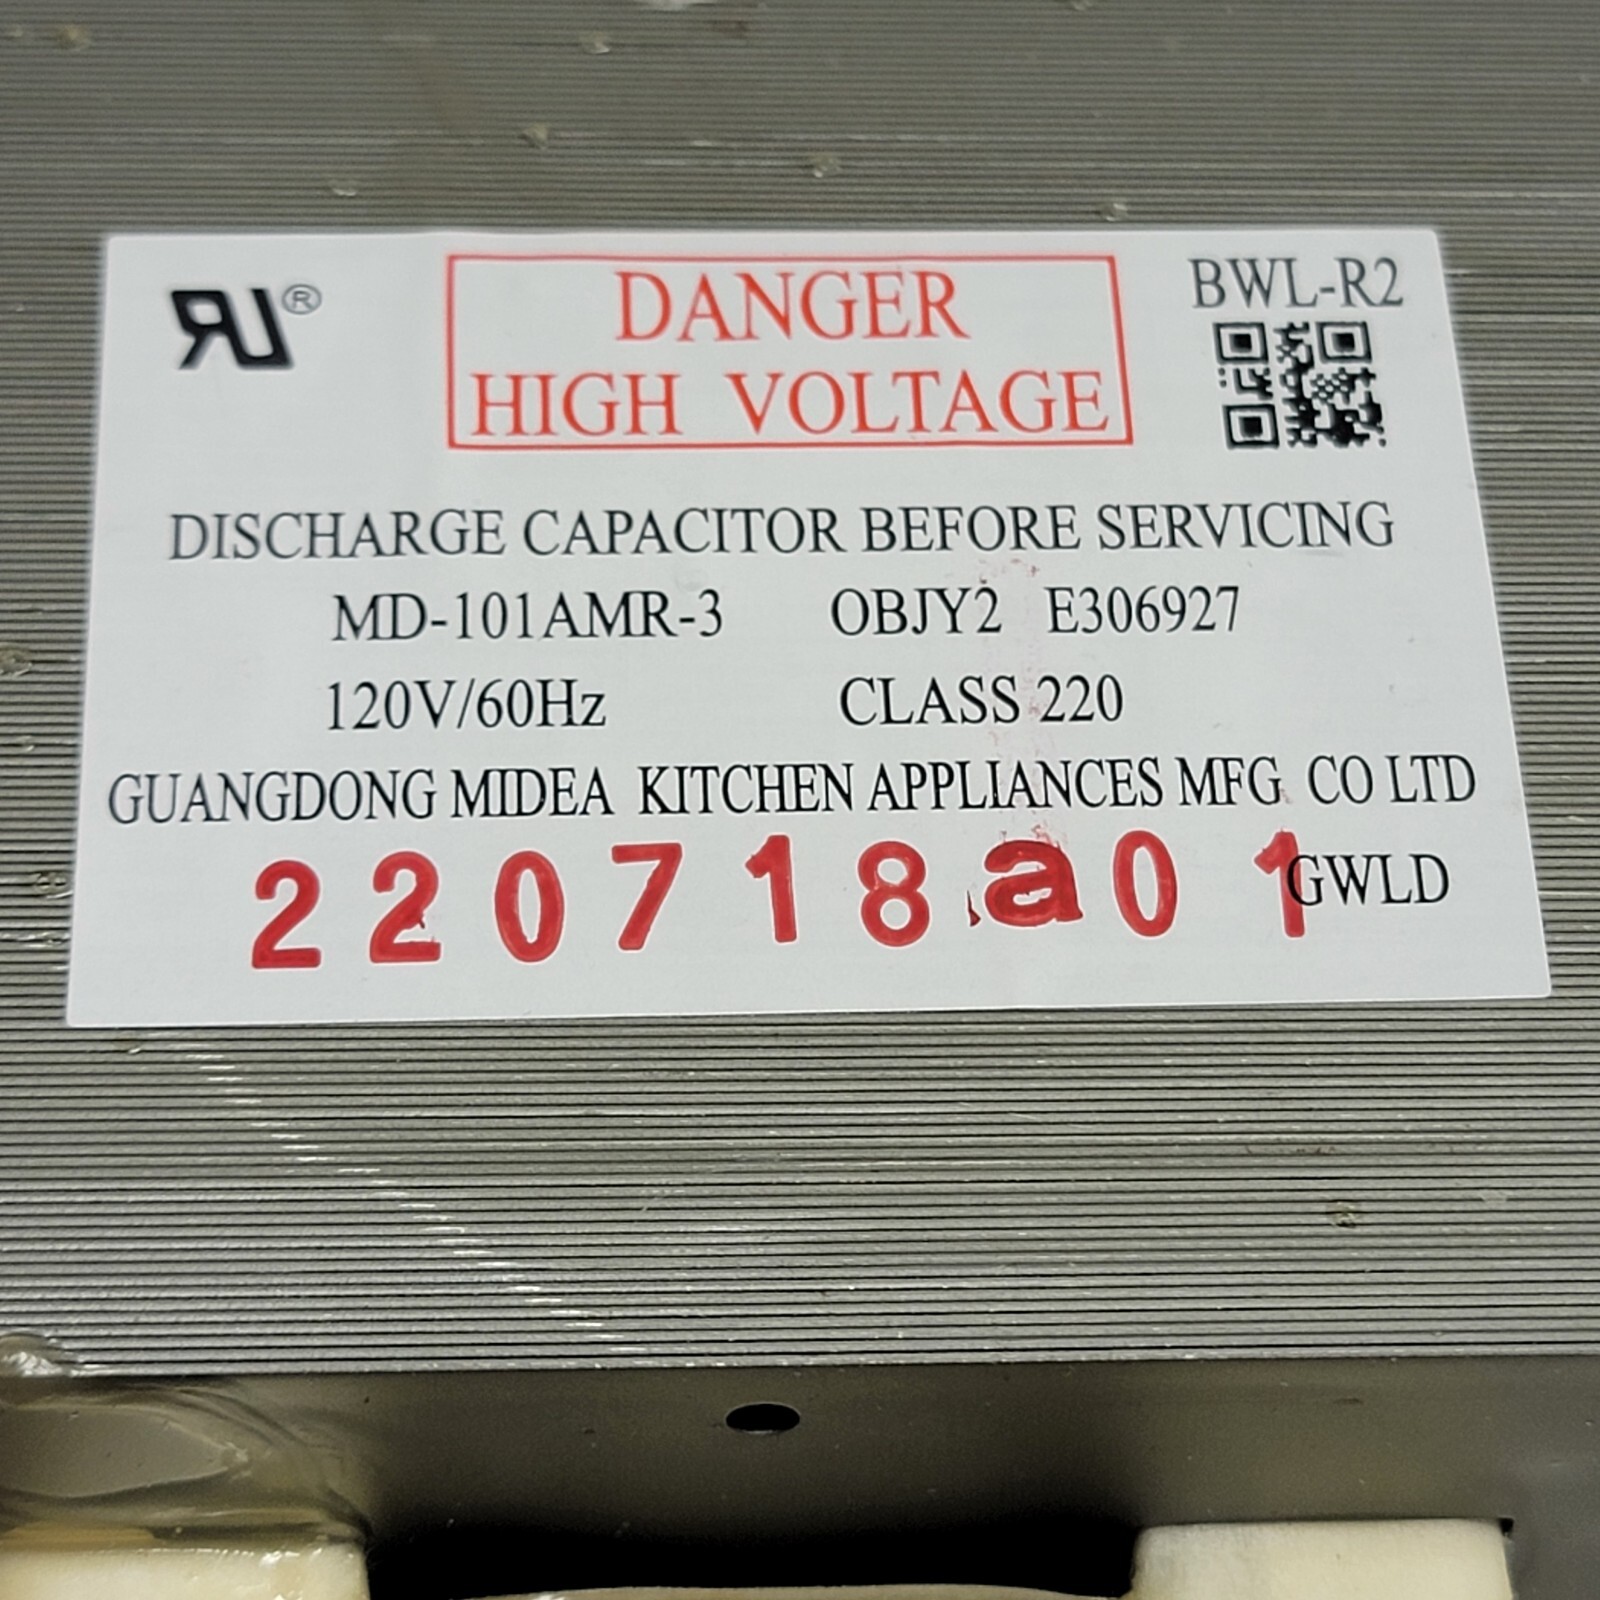 RU® DANGER BWL-R2
HIGH VOLTAGE
DISCHARGE CAPACITOR BEFORE SERVICING
MD-101AMR-3 OBJY2 E306927
120V/60Hz CLASS 220
GUANGDONG MIDEA KITCHEN APPLIANCES MFG CO LTD
220718a01 GWLD